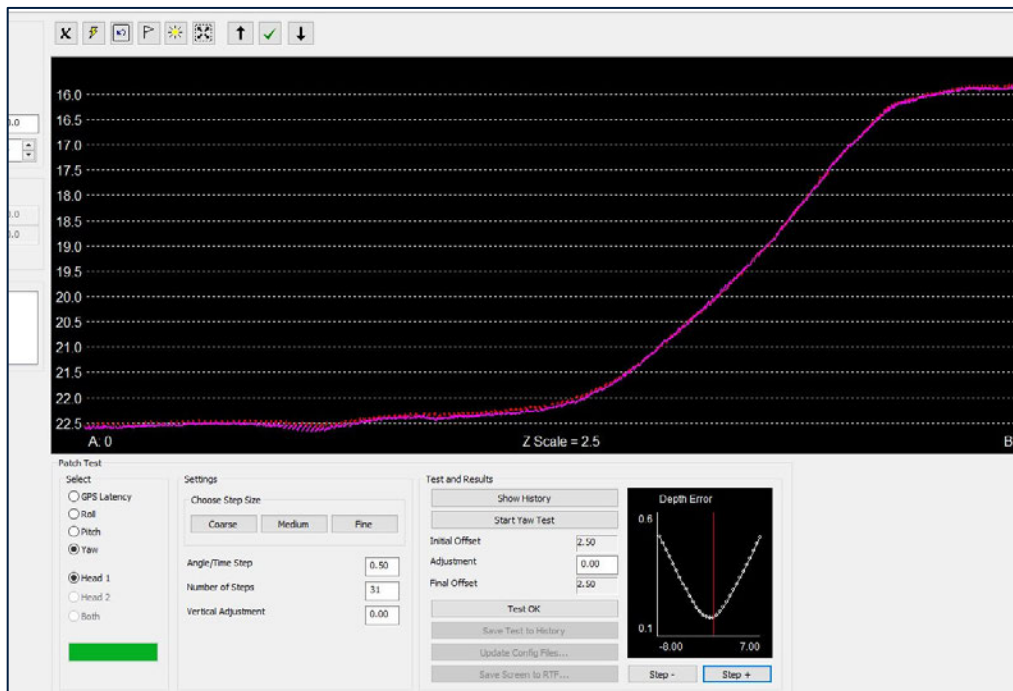 16.0
16.5
17.0
17.5
18.0
18.5
19.0
19.5
20.0
20.5
21.0
21.5
22.0
22.5
A: 0 Z Scale = 2.5 B
Patch Test
Select
GPS Latency
Roll
Pitch
Yaw
Head 1
Head 2
Both
Settings
Choose Step Size
Coarse Medium Fine
Angle/Time Step 0.50
Number of Steps 31
Vertical Adjustment 0.00
Test and Results
Show History
Start Yaw Test
Initial Offset 2.50
Adjustment 0.00
Final Offset 2.50
Test OK
Save Test to History
Update Config Files...
Save Screen to RTF...
Depth Error
0.6
0.1
-8.00 7.00
Step - Step +